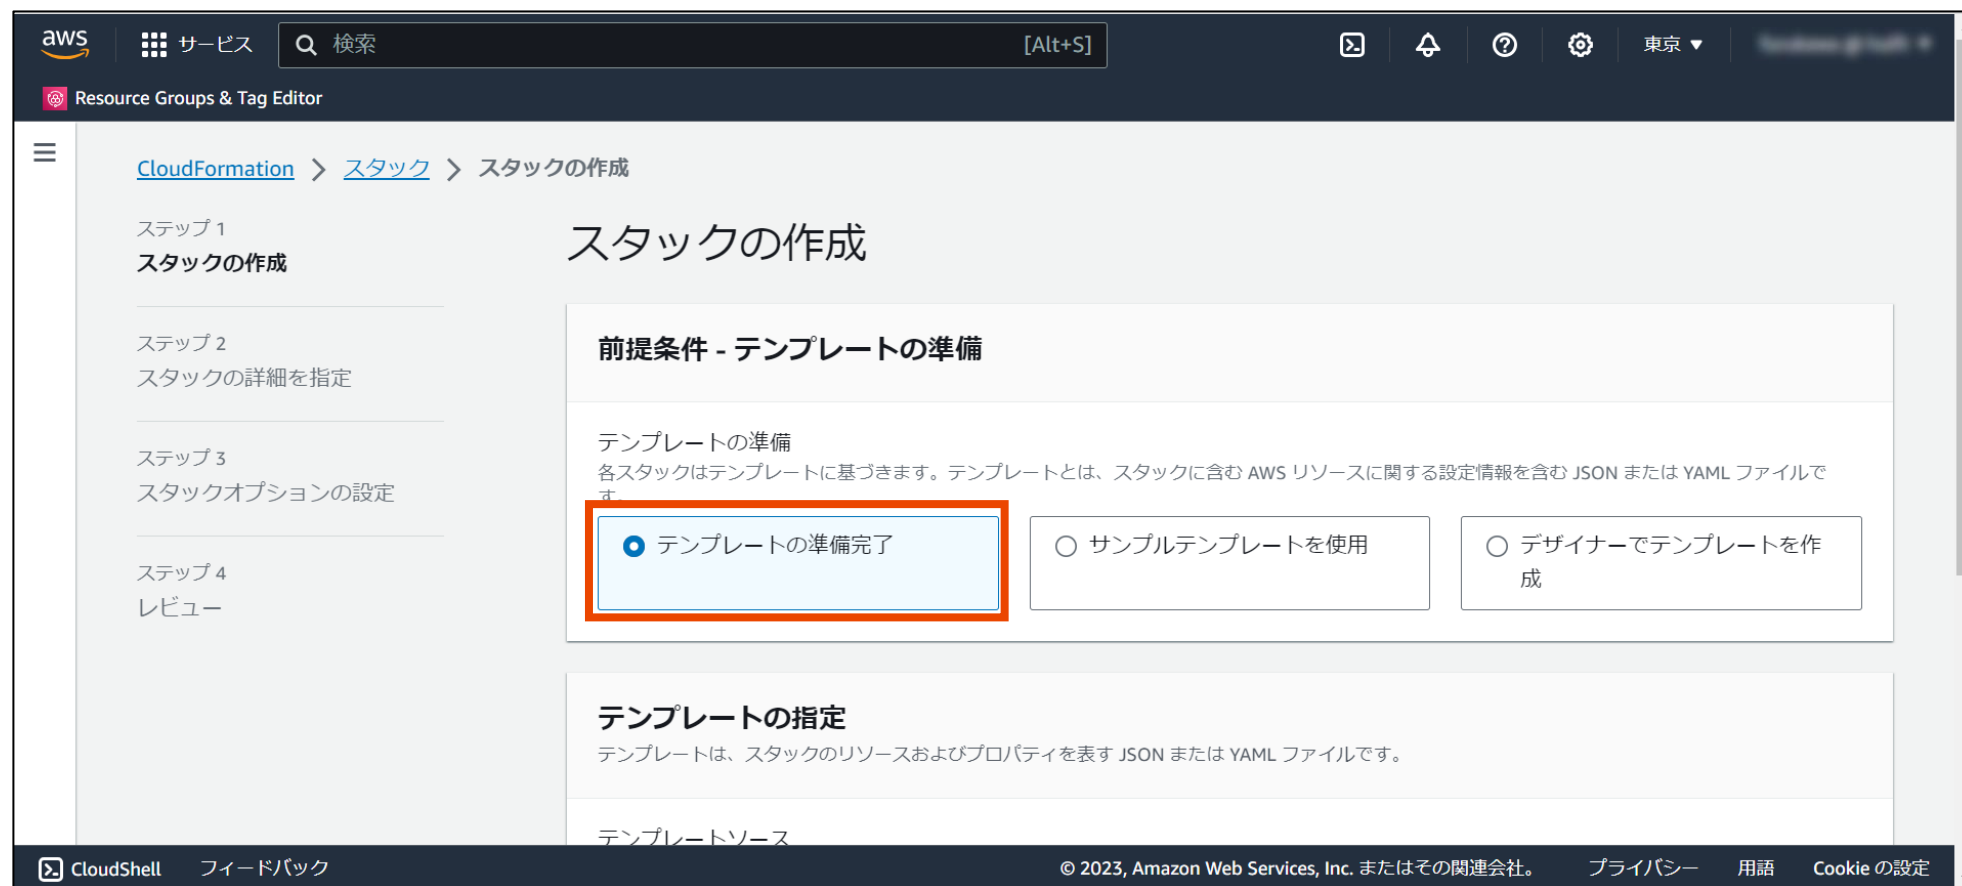 aws
サービス
検索
[Alt+S]
東京
Resource Groups & Tag Editor
CloudFormation
スタック
スタックの作成
ステップ 1
スタックの作成
ステップ 2
スタックの詳細を指定
ステップ 3
スタックオプションの設定
ステップ 4
レビュー
スタックの作成
前提条件 - テンプレートの準備
テンプレートの準備
各スタックはテンプレートに基づきます。テンプレートとは、スタックに含む AWS リソースに関する設定情報を含む JSON または YAML ファイルで
す。
テンプレートの準備完了
サンプルテンプレートを使用
デザイナーでテンプレートを作
成
テンプレートの指定
テンプレートは、スタックのリソースおよびプロパティを表す JSON または YAML ファイルです。
テンプレートソース
CloudShell
フィードバック
© 2023, Amazon Web Services, Inc. またはその関連会社。
プライバシー
用語
Cookie の設定